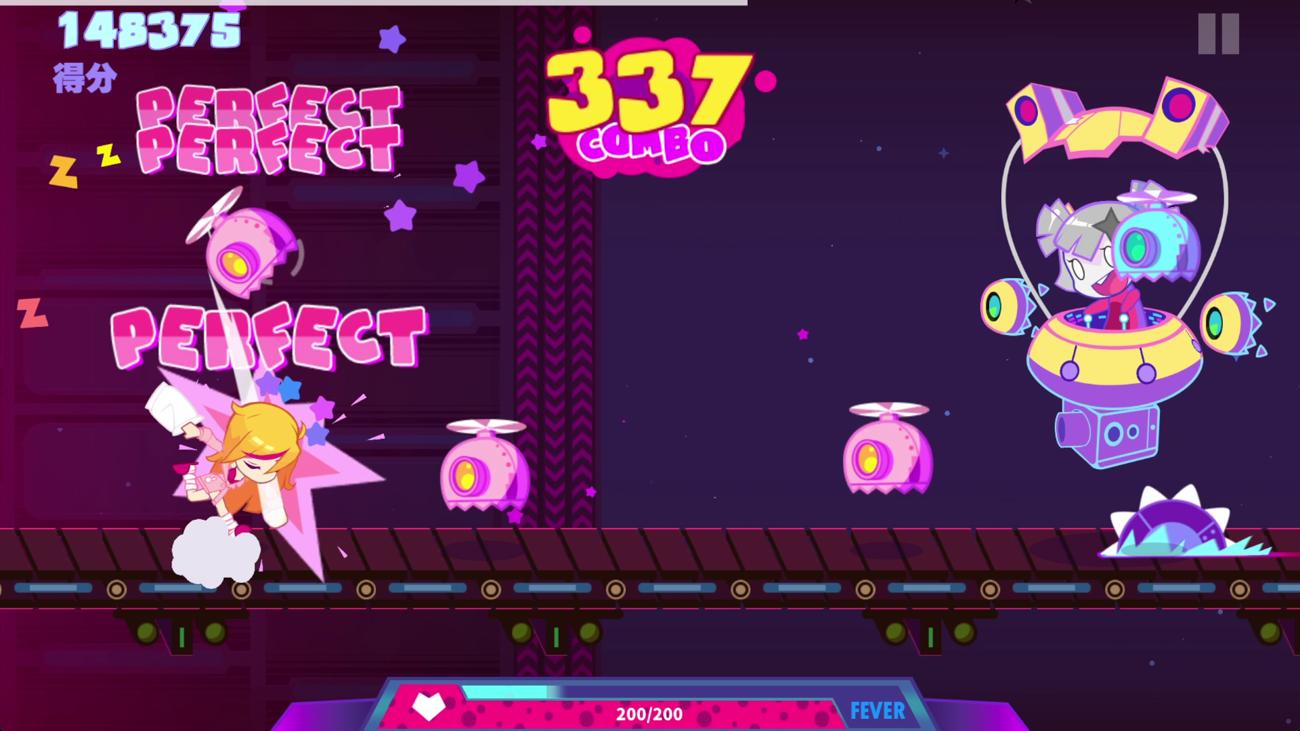 148375
得分
PERFECT
PERFECT
337
COMBO
Z
Z
Z
PERFECT
200/200
FEVER